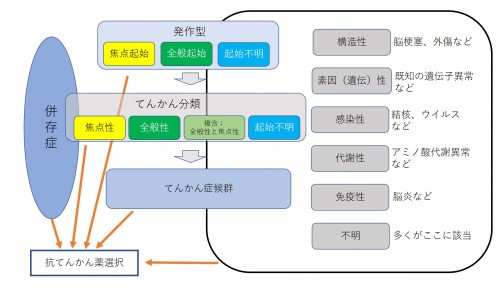 発作型
焦点起始
全般起始
起始不明
併存症
てんかん分類
焦点性
全般性
複合：
全般性と焦点性
起始不明
てんかん症候群
抗てんかん薬選択
構造性
脳梗塞、外傷など
素因（遺伝）性
既知の遺伝子異常
など
感染性
結核、ウイルス
など
代謝性
アミノ酸代謝異常
など
免疫性
脳炎など
不明
多くがここに該当